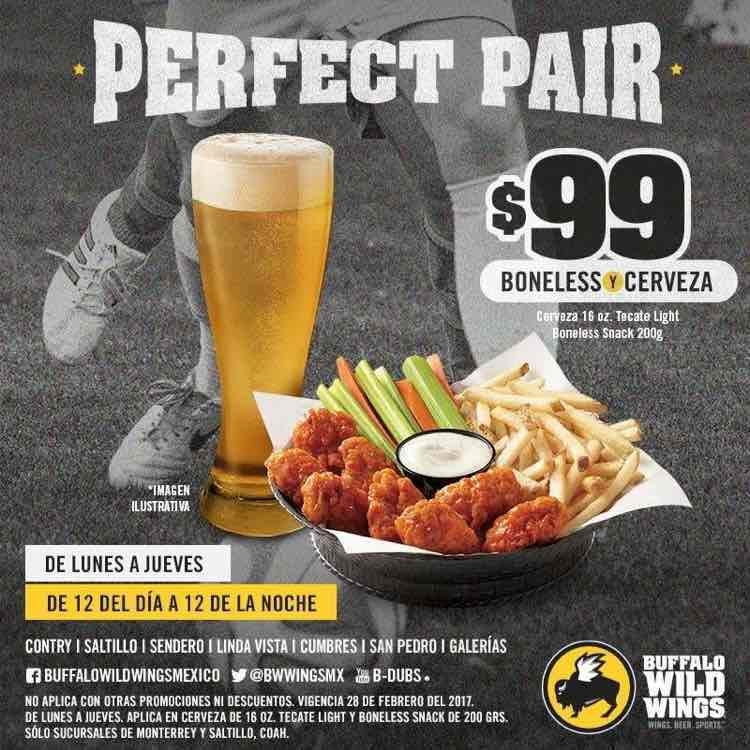 PERFECT PAIR
$99
BONELESS Y CERVEZA
Cerveza 16 oz. Tecate Light
Boneless Snack 200g
*IMAGEN
ILUSTRATIVA
DE LUNES A JUEVES
DE 12 DEL DÍA A 12 DE LA NOCHE
CONTRY | SALTILLO | SENDERO | LINDA VISTA | CUMBRES | SAN PEDRO | GALERÍAS
f BUFFALOWILDWINGSMEXICO @BWWINGSMX You Tube B-DUBS.
NO APLICA CON OTRAS PROMOCIONES NI DESCUENTOS. VIGENCIA 28 DE FEBRERO DEL 2017.
DE LUNES A JUEVES. APLICA EN CERVEZA DE 16 OZ. TECATE LIGHT Y BONELESS SNACK DE 200 GRS.
SÓLO SUCURSALES DE MONTERREY Y SALTILLO, COAH.
BUFFALO
WILD
WINGS
WINGS. BEER. SPORTS.